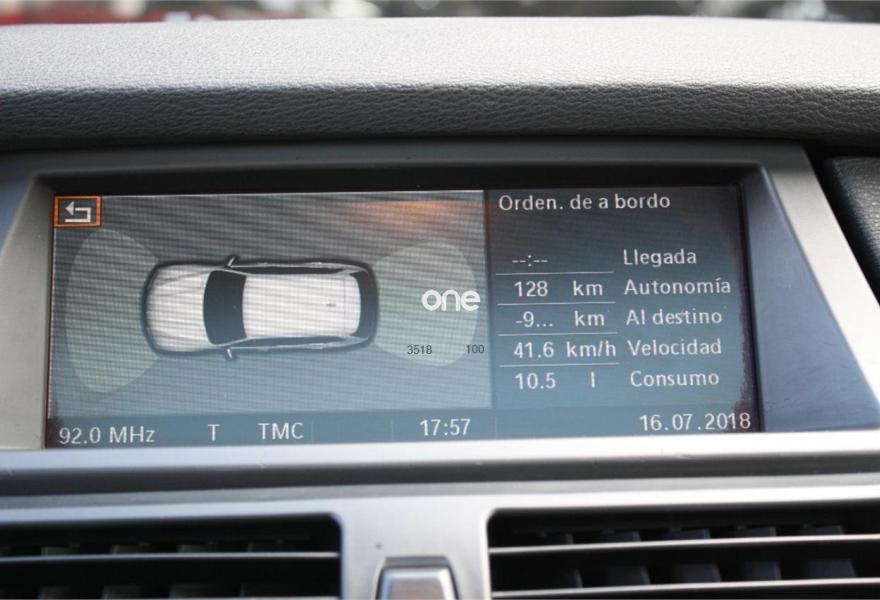 Orden. de a bordo
--:-- Llegada
128 km Autonomía
-9... km Al destino
41.6 km/h Velocidad
10.5 l Consumo
one
3518 100
92.0 MHz T TMC 17:57 16.07.2018